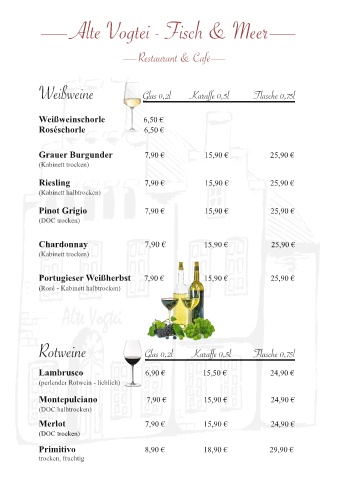 Alte Vogtei - Fisch & Meer
Restaurant & Café
Weißweine Glas 0,2l Karaffe 0,5l Flasche 0,75l
Weißweinschorle 6,50 €
Roséschorle 6,50 €
Grauer Burgunder 7,90 € 15,90 € 25,90 €
(Kabinett trocken)
Riesling 7,90 € 15,90 € 25,90 €
(Kabinett halbtrocken)
Pinot Grigio 7,90 € 15,90 € 25,90 €
(DOC trocken)
Chardonnay 7,90 € 15,90 € 25,90 €
(Kabinett trocken)
Portugieser Weißherbst 7,90 € 15,90 € 25,90 €
(Rosé - Kabinett halbtrocken)
Alte Vogtei
Rotweine Glas 0,2l Karaffe 0,5l Flasche 0,75l
Lambrusco 6,90 € 15,50 € 24,90 €
(perlender Rotwein - lieblich)
Montepulciano 7,90 € 15,90 € 24,90 €
(DOC halbtrocken)
Merlot 7,90 € 15,90 € 24,90 €
(DOC trocken)
Primitivo 8,90 € 18,90 € 29,90 €
trocken, fruchtig